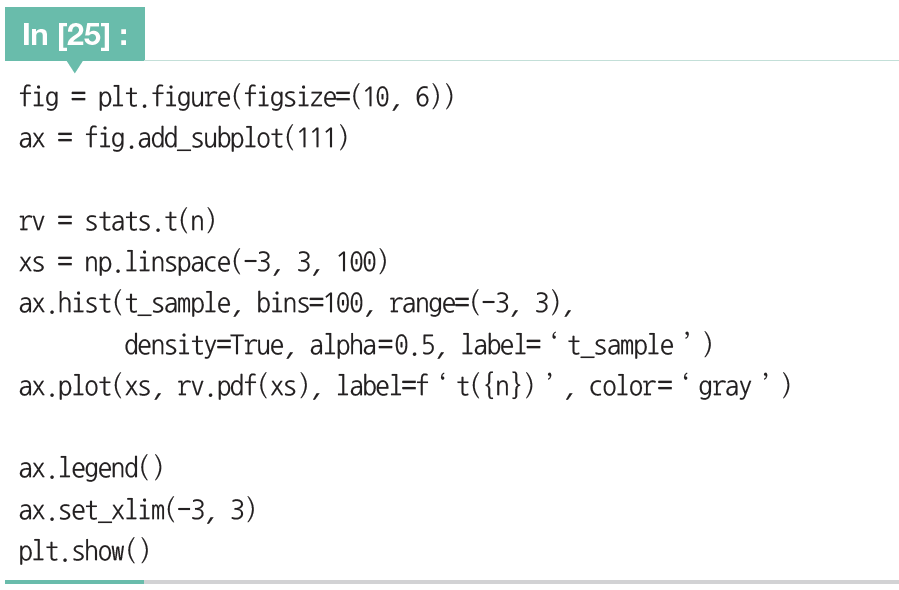 In [25] :
fig = plt.figure(figsize=(10, 6))
ax = fig.add_subplot(111)
rv = stats.t(n)
xs = np.linspace(-3, 3, 100)
ax.hist(t_sample, bins=100, range=(-3, 3),
density=True, alpha=0.5, label=‘t_sample’)
ax.plot(xs, rv.pdf(xs), label=f‘t({n})’, color=‘gray’)
ax.legend()
ax.set_xlim(-3, 3)
plt.show()